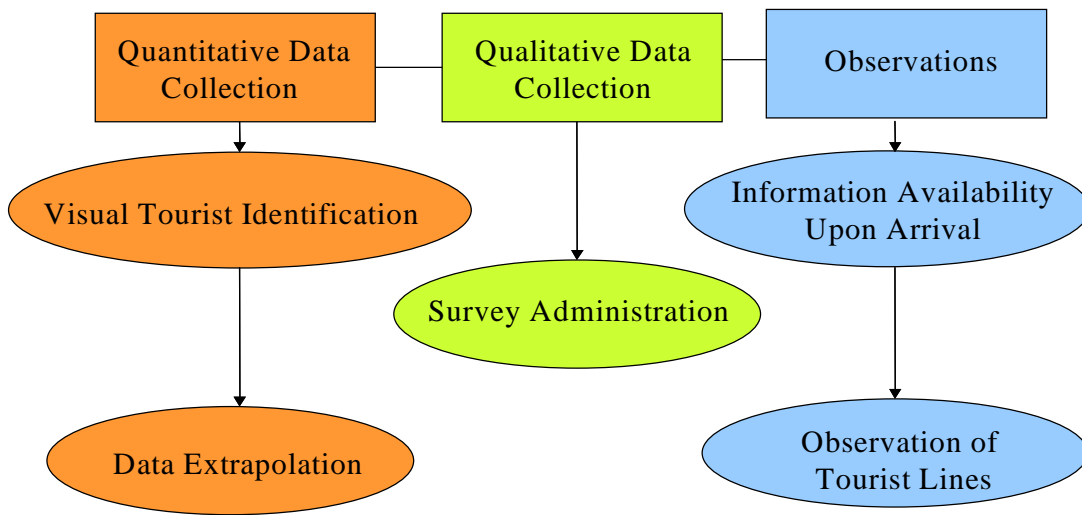 Quantitative Data
Collection
Qualitative Data
Collection
Observations
Visual Tourist Identification
Information Availability
Upon Arrival
Survey Administration
Data Extrapolation
Observation of
Tourist Lines